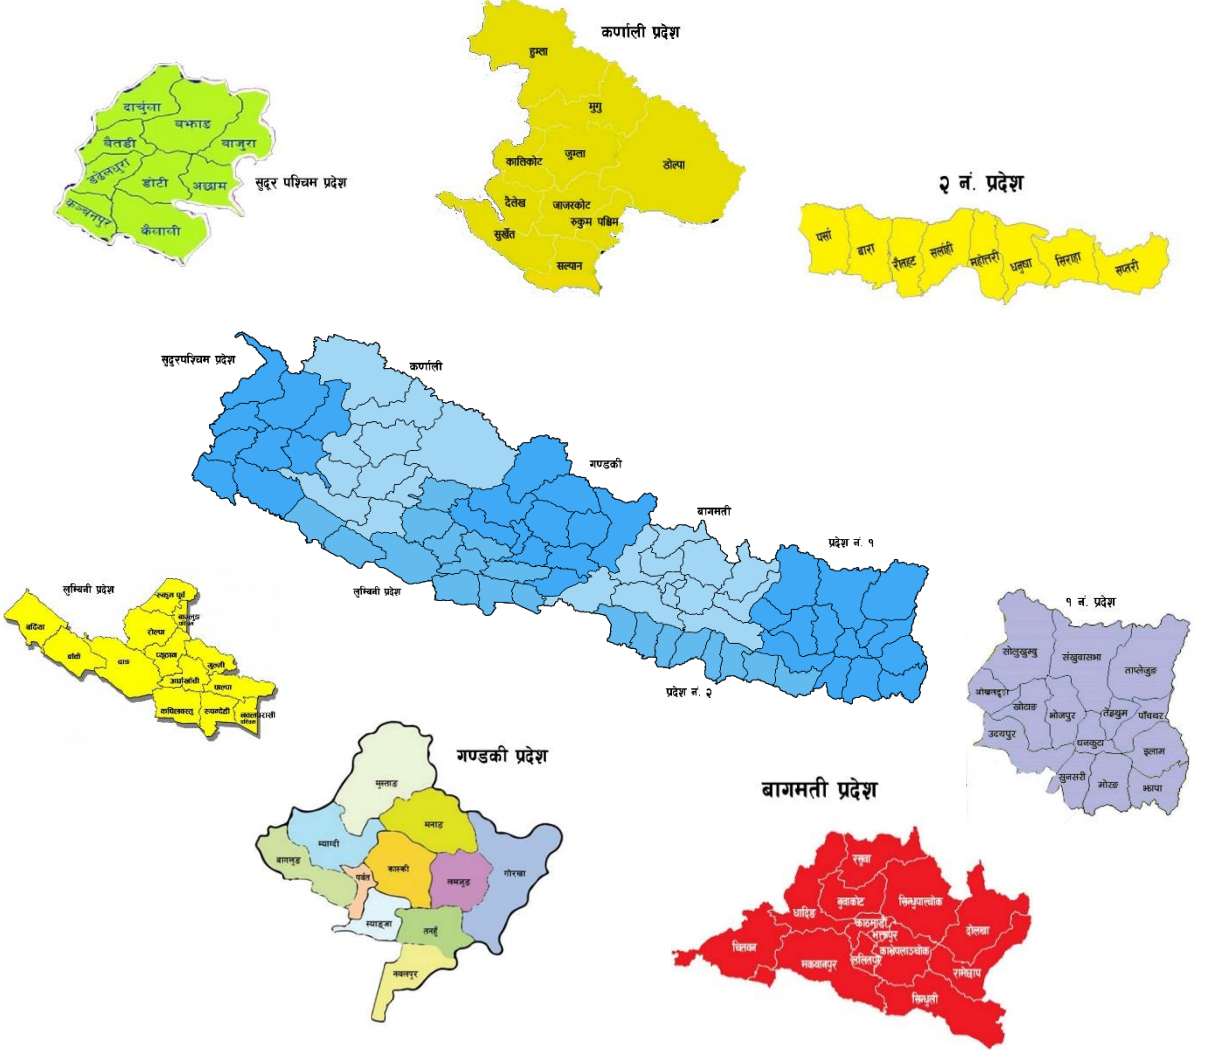 कर्णाली प्रदेश
हुम्ला
मुगु
डोल्पा
जुम्ला
कालिकोट
दैलेख
जाजरकोट
रुकुम पश्चिम
सुर्खेत
सल्यान
दार्चुला
बझाङ
बैतडी
बाजुरा
डडेलधुरा
डोटी
अछाम
कञ्चनपुर
कैलाली
सुदूर पश्चिम प्रदेश
२ नं. प्रदेश
पर्सा
बारा
रौतहट
सर्लाही
महोत्तरी
धनुषा
सिराहा
सप्तरी
सुदुरपश्चिम प्रदेश
कर्णाली
गण्डकी
बागमती
प्रदेश नं. १
लुम्बिनी प्रदेश
प्रदेश नं. २
लुम्बिनी प्रदेश
रुकुम पूर्व
रोल्पा
बर्दिया
बाँके
दाङ
प्यूठान
गुल्मी
अर्घाखाँची
पाल्पा
कपिलवस्तु
रुपन्देही
१ नं. प्रदेश
सोलुखुम्बु
संखुवासभा
ताप्लेजुङ
ओखलढुङ्गा
खोटाङ
भोजपुर
तेह्रथुम
पाँचथर
उदयपुर
धनकुटा
इलाम
सुनसरी
मोरङ
झापा
गण्डकी प्रदेश
मुस्ताङ
मनाङ
म्याग्दी
बागलुङ
पर्वत
कास्की
लमजुङ
गोरखा
स्याङ्जा
तनहुँ
नवलपुर
बागमती प्रदेश
रसुवा
नुवाकोट
सिन्धुपाल्चोक
धादिङ
काठमाडौं
भक्तपुर
दोलखा
चितवन
मकवानपुर
ललितपुर
काभ्रेपलाञ्चोक
रामेछाप
सिन्धुली